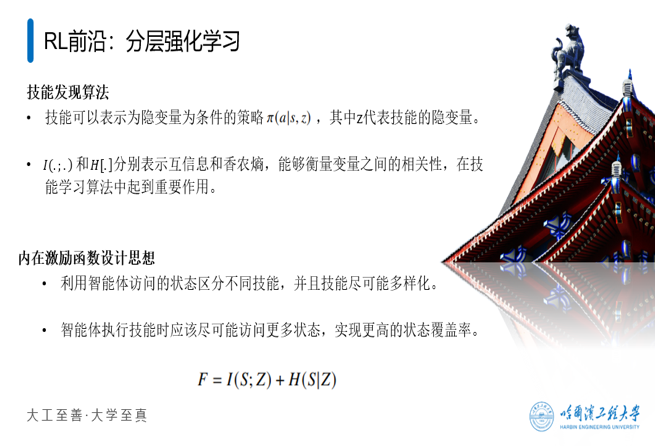 RL前沿：分层强化学习
技能发现算法
• 技能可以表示为隐变量为条件的策略 π(a|s,z) ，其中z代表技能的隐变量。
• I(.;.) 和H[.]分别表示互信息和香农熵，能够衡量变量之间的相关性，在技
能学习算法中起到重要作用。
内在激励函数设计思想
• 利用智能体访问的状态区分不同技能，并且技能尽可能多样化。
• 智能体执行技能时应该尽可能访问更多状态，实现更高的状态覆盖率。
F = I(S;Z) + H(S|Z)
大工至善·大学至真
哈尔滨工程大学
HARBIN ENGINEERING UNIVERSITY